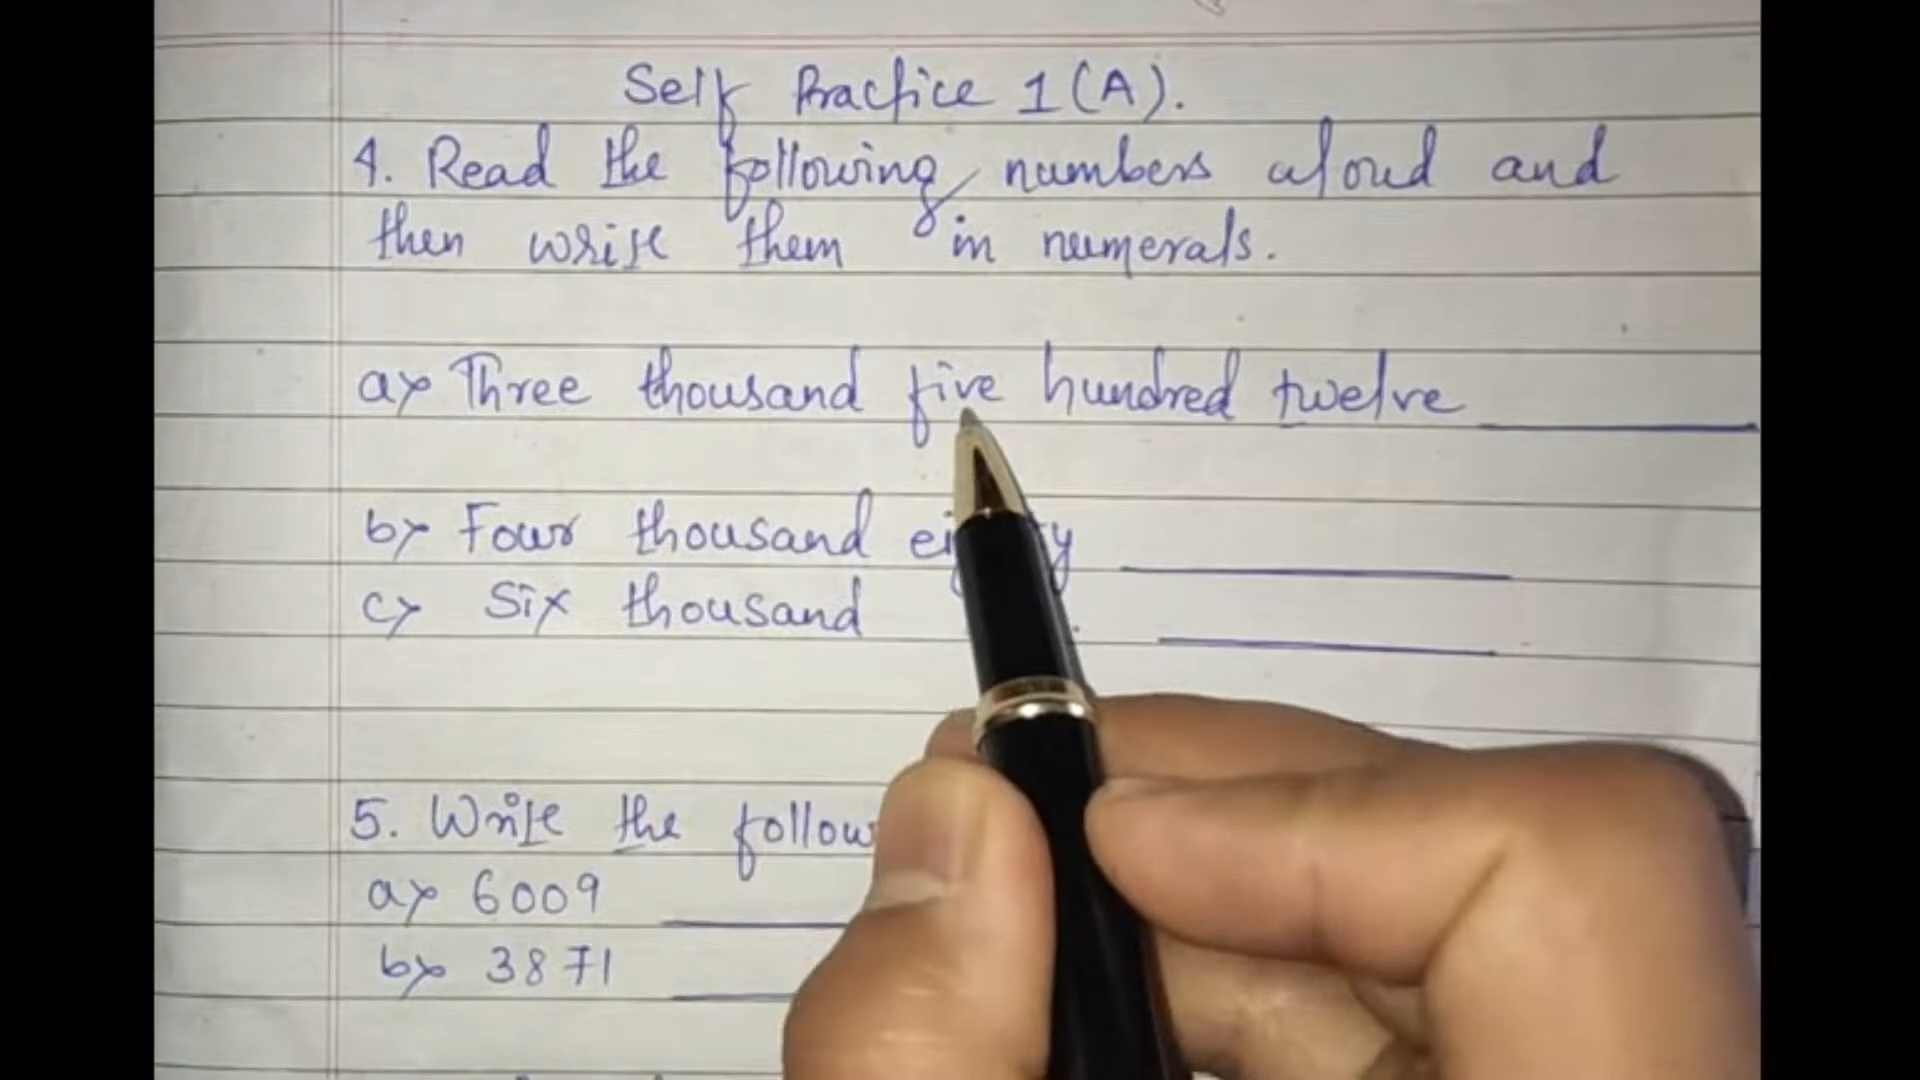 Self Practice 1(A).
4. Read the following numbers aloud and
then write them in numerals.
a) Three thousand five hundred twelve
b) Four thousand
c) Six thousand
5. Write the follow
a) 6009
b) 3871